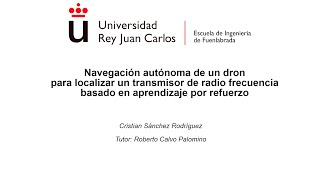 Universidad
Rey Juan Carlos
Escuela de Ingeniería
de Fuenlabrada
Navegación autónoma de un dron
para localizar un transmisor de radio frecuencia
basado en aprendizaje por refuerzo
Cristian Sánchez Rodríguez
Tutor: Roberto Calvo Palomino